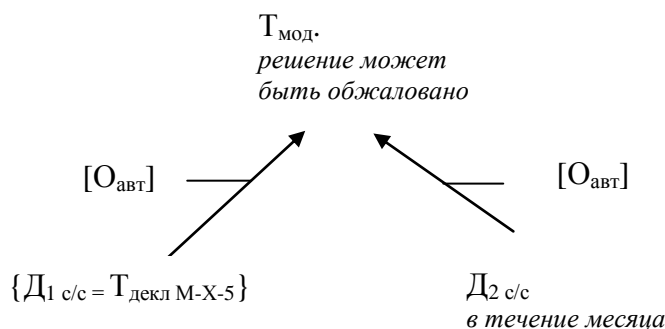 Тмод.
решение может
быть обжаловано
[Оавт]
[Оавт]
{Д1 с/с = Тдекл М-Х-5}
Д2 с/с
в течение месяца